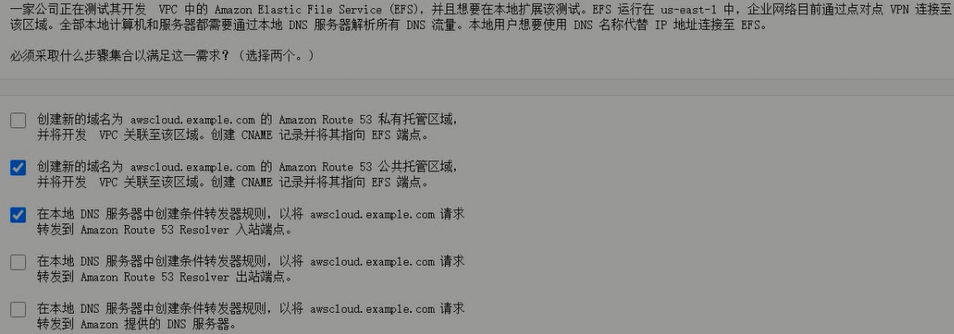 一家公司正在测试其开发 VPC 中的 Amazon Elastic File Service (EFS), 并且想要在本地扩展该测试。EFS 运行在 us-east-1 中, 企业网络目前通过点对点 VPN 连接至
该区域。全部本地计算机和服务器都需要通过本地 DNS 服务器解析所有 DNS 流量。本地用户想要使用 DNS 名称代替 IP 地址连接至 EFS。
必须采取什么步骤集合以满足这一需求？（选择两个。）
创建新的域名为 awscloud.example.com 的 Amazon Route 53 私有托管区域,
并将开发 VPC 关联至该区域。创建 CNAME 记录并将其指向 EFS 端点。
创建新的域名为 awscloud.example.com 的 Amazon Route 53 公共托管区域,
并将开发 VPC 关联至该区域。创建 CNAME 记录并将其指向 EFS 端点。
在本地 DNS 服务器中创建条件转发器规则, 以将 awscloud.example.com 请求
转发到 Amazon Route 53 Resolver 入站端点。
在本地 DNS 服务器中创建条件转发器规则, 以将 awscloud.example.com 请求
转发到 Amazon Route 53 Resolver 出站端点。
在本地 DNS 服务器中创建条件转发器规则, 以将 awscloud.example.com 请求
转发到 Amazon 提供的 DNS 服务器。